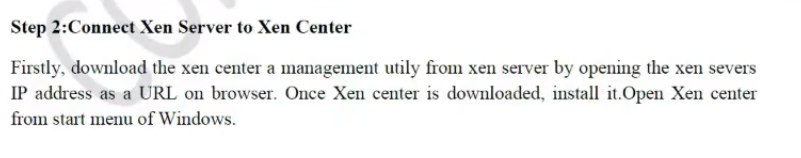 Step 2:Connect Xen Server to Xen Center
Firstly, download the xen center a management utily from xen server by opening the xen severs
IP address as a URL on browser. Once Xen center is downloaded, install it.Open Xen center
from start menu of Windows.